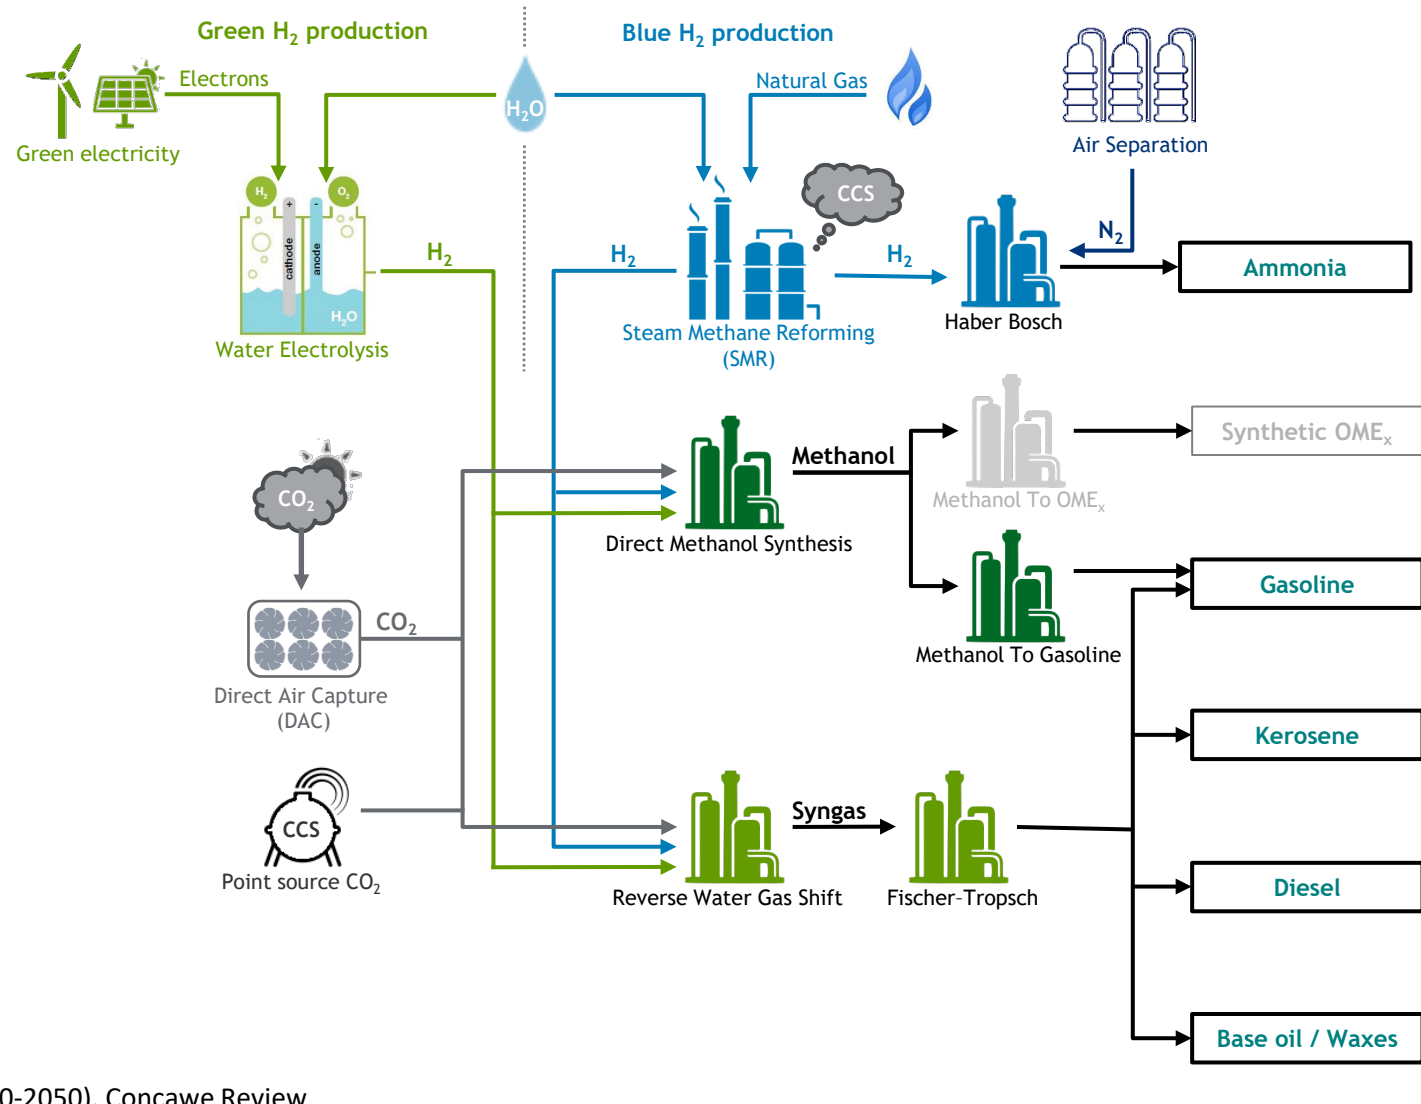 Green H₂ production
Blue H₂ production
Electrons
Green electricity
H₂O
Natural Gas
Air Separation
CCS
H₂
O₂
+
-
cathode
anode
H₂O
Water Electrolysis
H₂
H₂
H₂
N₂
Steam Methane Reforming
(SMR)
Haber Bosch
Ammonia
CO₂
Methanol
Direct Methanol Synthesis
Methanol To OMEₓ
Synthetic OMEₓ
Methanol To Gasoline
Gasoline
CO₂
Direct Air Capture
(DAC)
Kerosene
CCS
Point source CO₂
Syngas
Reverse Water Gas Shift
Fischer–Tropsch
Diesel
Base oil / Waxes
0-2050). Concawe Review